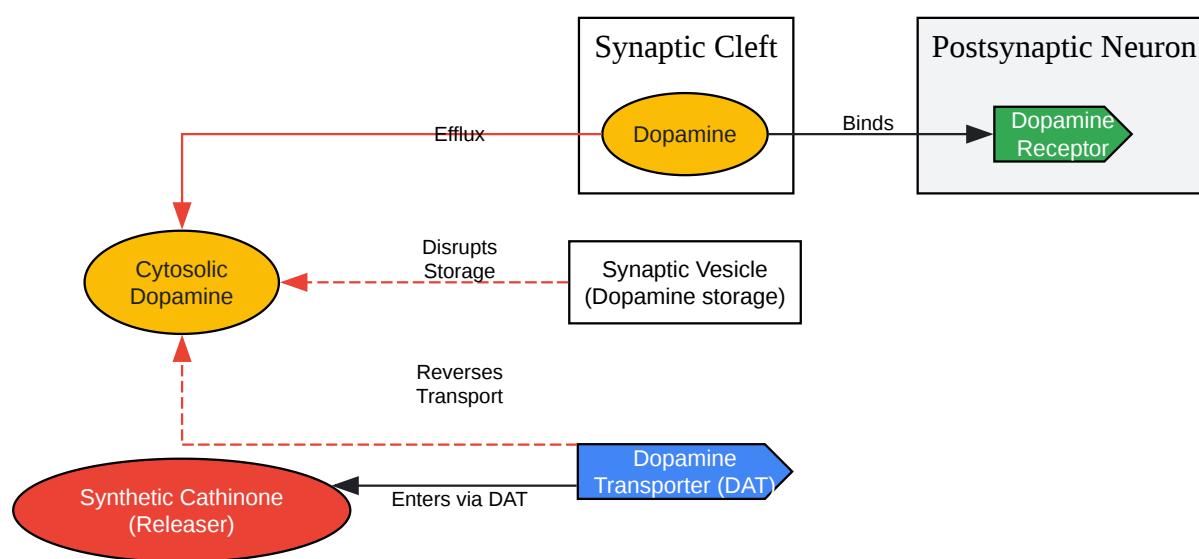 Synaptic Cleft
Postsynaptic Neuron
Efflux
Dopamine
Binds
Dopamine
Receptor
Cytosolic
Dopamine
Disrupts
Storage
Synaptic Vesicle
(Dopamine storage)
Reverses
Transport
Synthetic Cathinone
(Releaser)
Enters via DAT
Dopamine
Transporter (DAT)